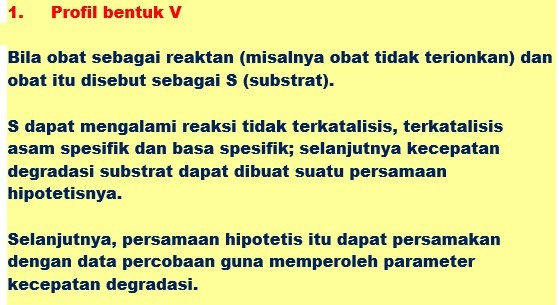 1. Profil bentuk V
Bila obat sebagai reaktan (misalnya obat tidak terionkan) dan
obat itu disebut sebagai S (substrat).
S dapat mengalami reaksi tidak terkatalisis, terkatalisis
asam spesifik dan basa spesifik; selanjutnya kecepatan
degradasi substrat dapat dibuat suatu persamaan
hipotetisnya.
Selanjutnya, persamaan hipotetis itu dapat persamakan
dengan data percobaan guna memperoleh parameter
kecepatan degradasi.